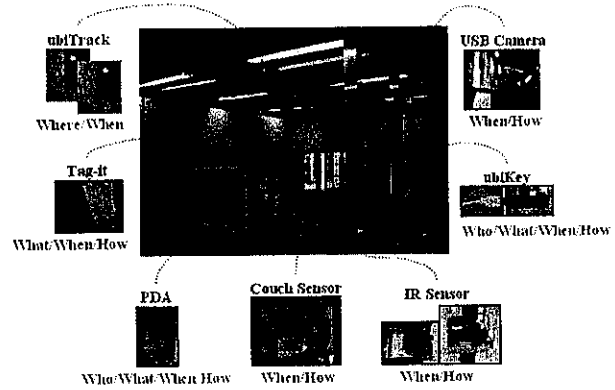 ubiTrack
USB Camera
Where/When
When/How
Tag-it
ubiKey
What/When/How
Who/What/When/How
PDA
Couch Sensor
IR Sensor
Who/What/When How
When/How
When/How